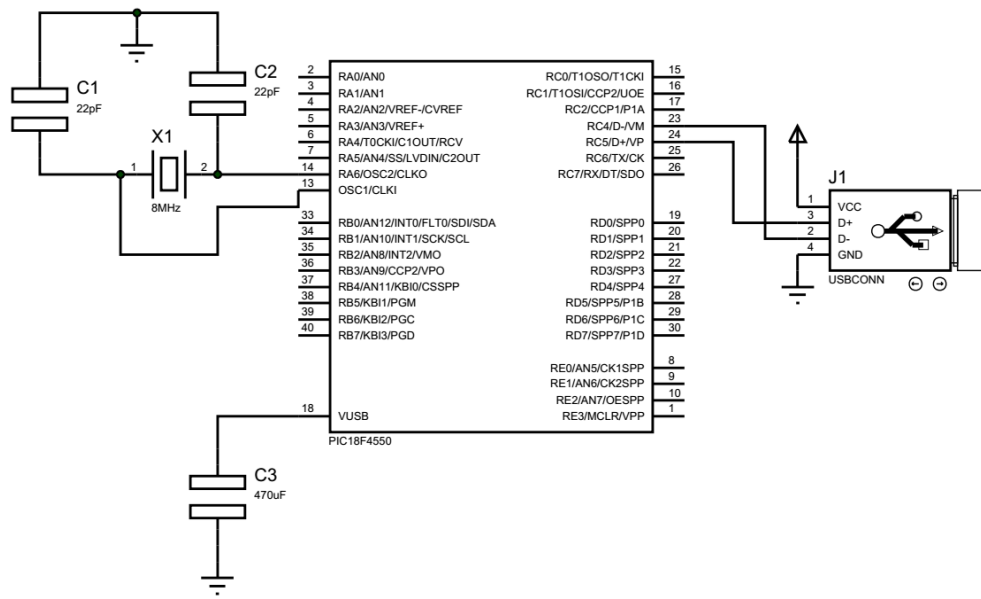 C1
22pF
C2
22pF
X1
1
2
8MHz
2 RA0/AN0
3 RA1/AN1
4 RA2/AN2/VREF-/CVREF
5 RA3/AN3/VREF+
6 RA4/T0CKI/C1OUT/RCV
7 RA5/AN4/SS/LVDIN/C2OUT
14 RA6/OSC2/CLKO
13 OSC1/CLKI
33 RB0/AN12/INT0/FLT0/SDI/SDA
34 RB1/AN10/INT1/SCK/SCL
35 RB2/AN8/INT2/VMO
36 RB3/AN9/CCP2/VPO
37 RB4/AN11/KBI0/CSSPP
38 RB5/KBI1/PGM
39 RB6/KBI2/PGC
40 RB7/KBI3/PGD
18 VUSB
RC0/T1OSO/T1CKI 15
RC1/T1OSI/CCP2/UOE 16
RC2/CCP1/P1A 17
RC4/D-/VM 23
RC5/D+/VP 24
RC6/TX/CK 25
RC7/RX/DT/SDO 26
RD0/SPP0 19
RD1/SPP1 20
RD2/SPP2 21
RD3/SPP3 22
RD4/SPP4 27
RD5/SPP5/P1B 28
RD6/SPP6/P1C 29
RD7/SPP7/P1D 30
RE0/AN5/CK1SPP 8
RE1/AN6/CK2SPP 9
RE2/AN7/OESPP 10
RE3/MCLR/VPP 1
PIC18F4550
C3
470uF
J1
1 VCC
3 D+
2 D-
4 GND
USBCONN